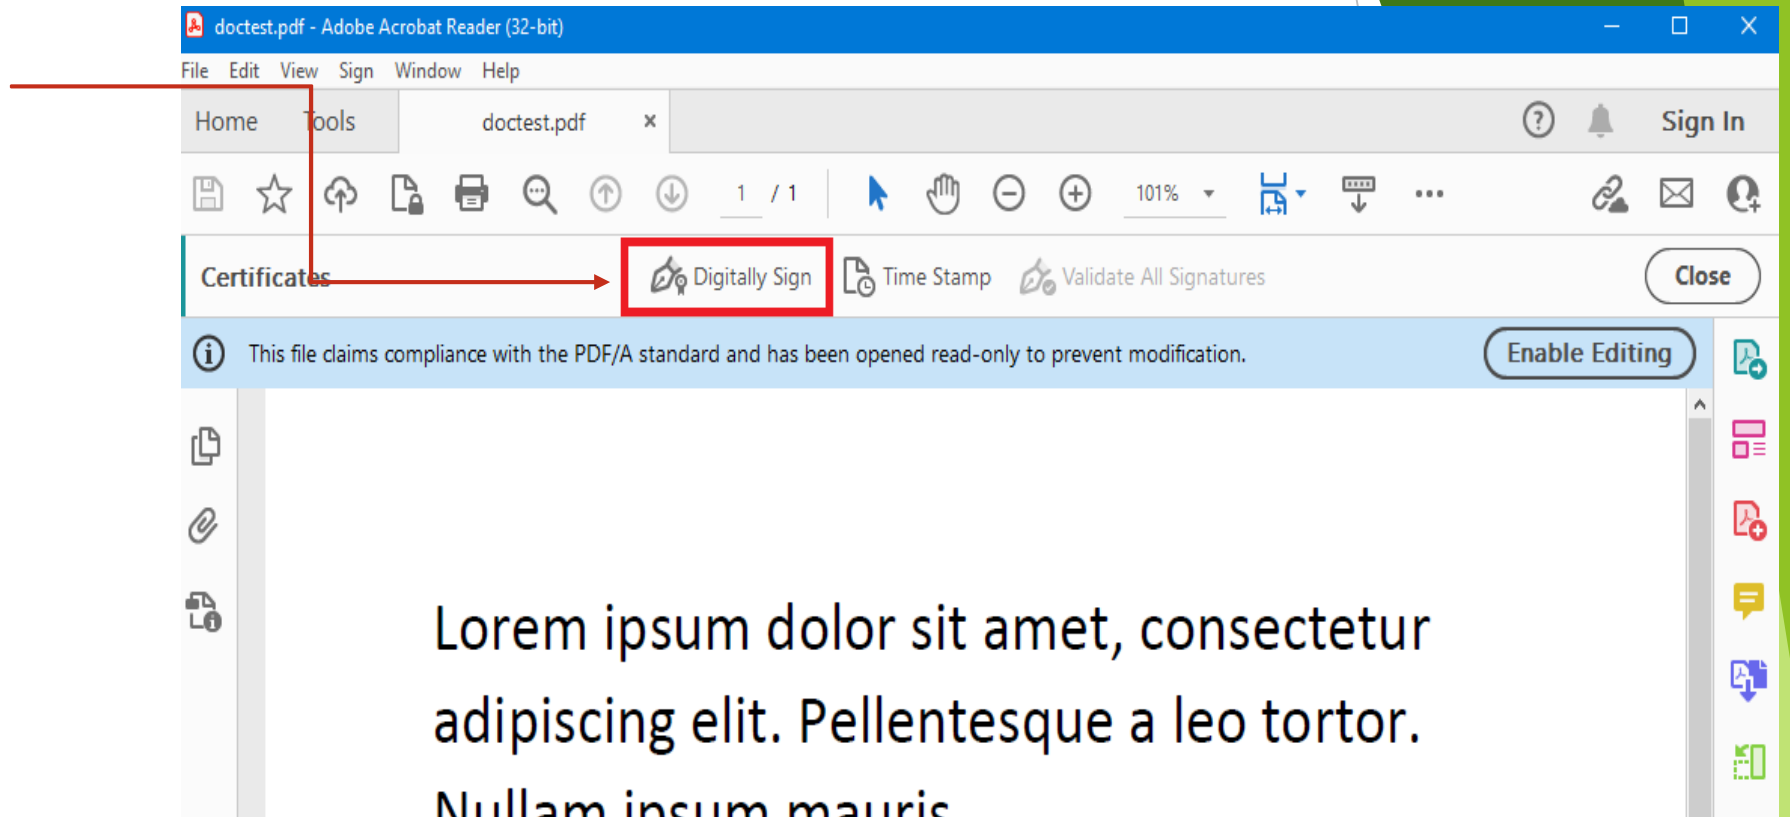 doctest.pdf - Adobe Acrobat Reader (32-bit)
File Edit View Sign Window Help
Home Tools doctest.pdf × Sign In
1 / 1 101%
Certificates Digitally Sign Time Stamp Validate All Signatures Close
This file claims compliance with the PDF/A standard and has been opened read-only to prevent modification. Enable Editing
Lorem ipsum dolor sit amet, consectetur
adipiscing elit. Pellentesque a leo tortor.
Nullam ipsum mauris